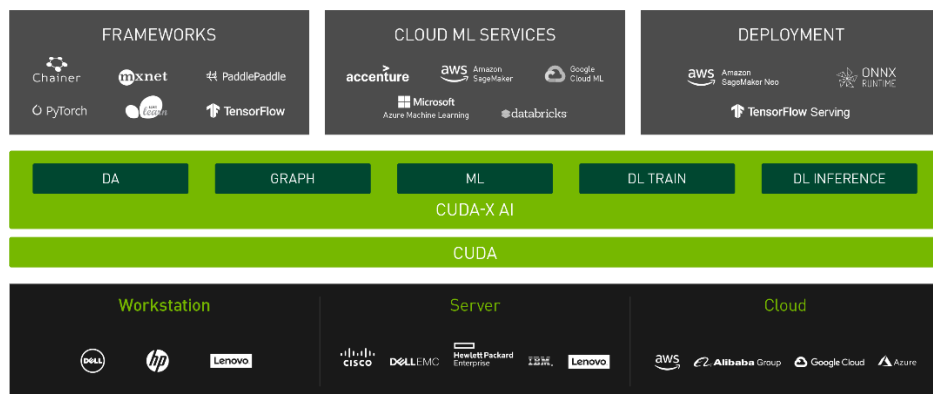 FRAMEWORKS
Chainer
mxnet
PaddlePaddle
PyTorch
learn
TensorFlow
CLOUD ML SERVICES
accenture
aws Amazon
SageMaker
Google
Cloud ML
Microsoft
Azure Machine Learning
databricks
DEPLOYMENT
aws Amazon
SageMaker Neo
ONNX
RUNTIME
TensorFlow Serving
DA
GRAPH
ML
DL TRAIN
DL INFERENCE
CUDA-X AI
CUDA
Workstation
DELL
hp
Lenovo
Server
CISCO
DELLEMC
Hewlett Packard
Enterprise
IBM
Lenovo
Cloud
aws
Alibaba Group
Google Cloud
Azure